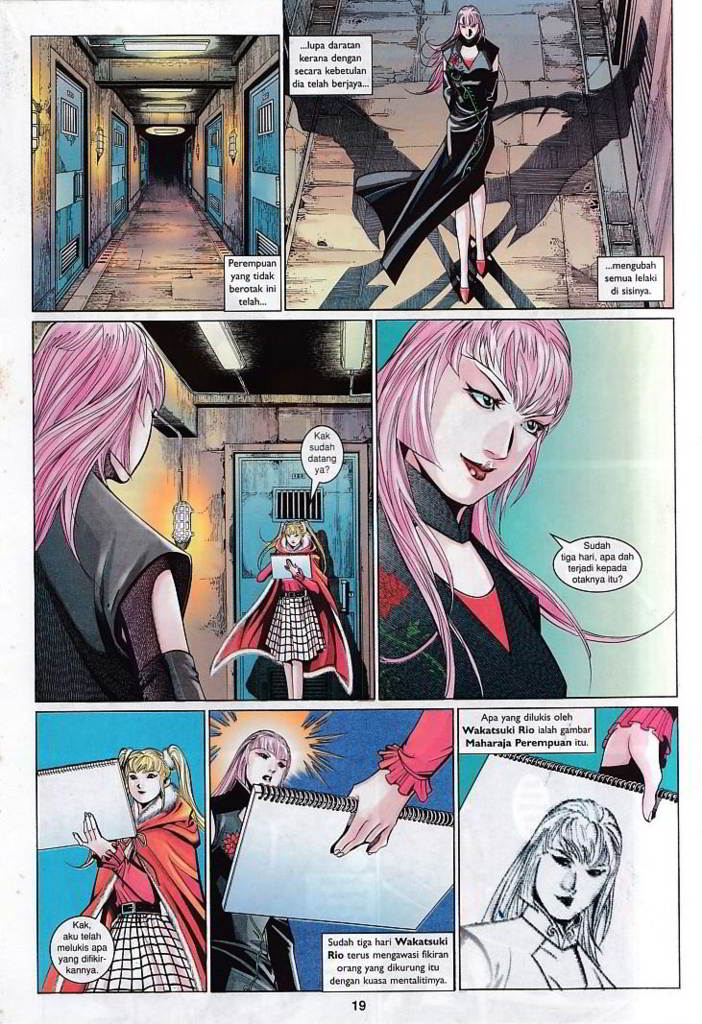 Perempuan
yang tidak
berotak ini
telah...
...lupa daratan
kerana dengan
secara kebetulan
dia telah berjaya...
...mengubah
semua lelaki
di sisinya.
Kak
sudah
datang
ya?
Sudah
tiga hari, apa dah
terjadi kepada
otaknya itu?
Kak,
aku telah
melukis apa
yang difikir-
kannya.
Sudah tiga hari Wakatsuki
Rio terus mengawasi fikiran
orang yang dikurung itu
dengan kuasa mentalitimya.
Apa yang dilukis oleh
Wakatsuki Rio ialah gambar
Maharaja Perempuan itu.
19